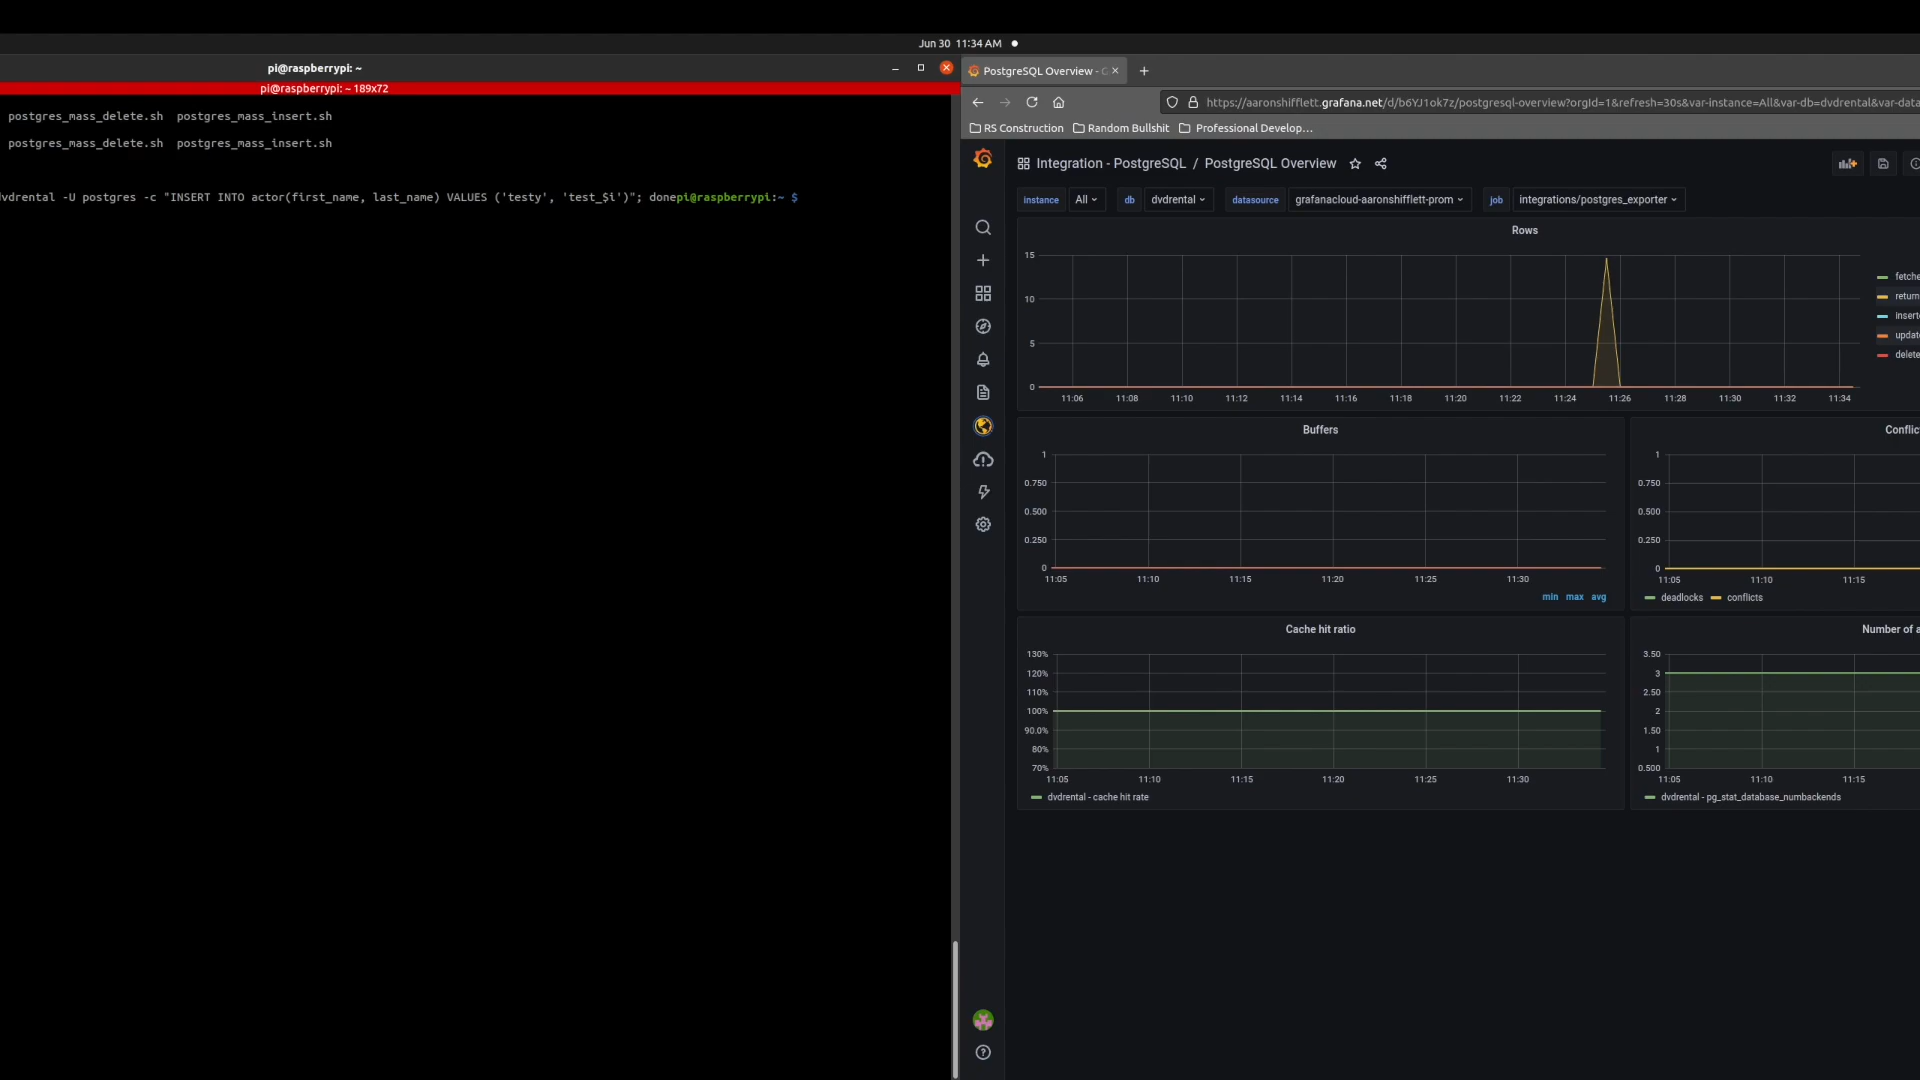 Jun 30 11:34 AM
pi@raspberrypi: ~
pi@raspberrypi: ~ 189x72
postgres_mass_delete.sh postgres_mass_insert.sh
postgres_mass_delete.sh postgres_mass_insert.sh
dvdrental -U postgres -c "INSERT INTO actor(first_name, last_name) VALUES ('testy', 'test_$i')"; donepi@raspberrypi:~ $
PostgreSQL Overview -
https://aaronshifflett.grafana.net/d/b6YJ1ok7z/postgresql-overview?orgId=1&refresh=30s&var-instance=All&var-db=dvdrental&var-data
RS Construction Random Bullshit Professional Develop...
Integration - PostgreSQL / PostgreSQL Overview
instance All db dvdrental datasource grafanacloud-aaronshifflett-prom job integrations/postgres_exporter
Rows
15
10
5
0
11:06 11:08 11:10 11:12 11:14 11:16 11:18 11:20 11:22 11:24 11:26 11:28 11:30 11:32 11:34
fetche
return
inserte
update
delete
Buffers
1
0.750
0.500
0.250
0
11:05 11:10 11:15 11:20 11:25 11:30
min max avg
Conflic
1
0.750
0.500
0.250
0
11:05 11:10 11:15
deadlocks conflicts
Cache hit ratio
130%
120%
110%
100%
90.0%
80%
70%
11:05 11:10 11:15 11:20 11:25 11:30
dvdrental - cache hit rate
Number of a
3.50
3
2.50
2
1.50
1
0.500
11:05 11:10 11:15
dvdrental - pg_stat_database_numbackends